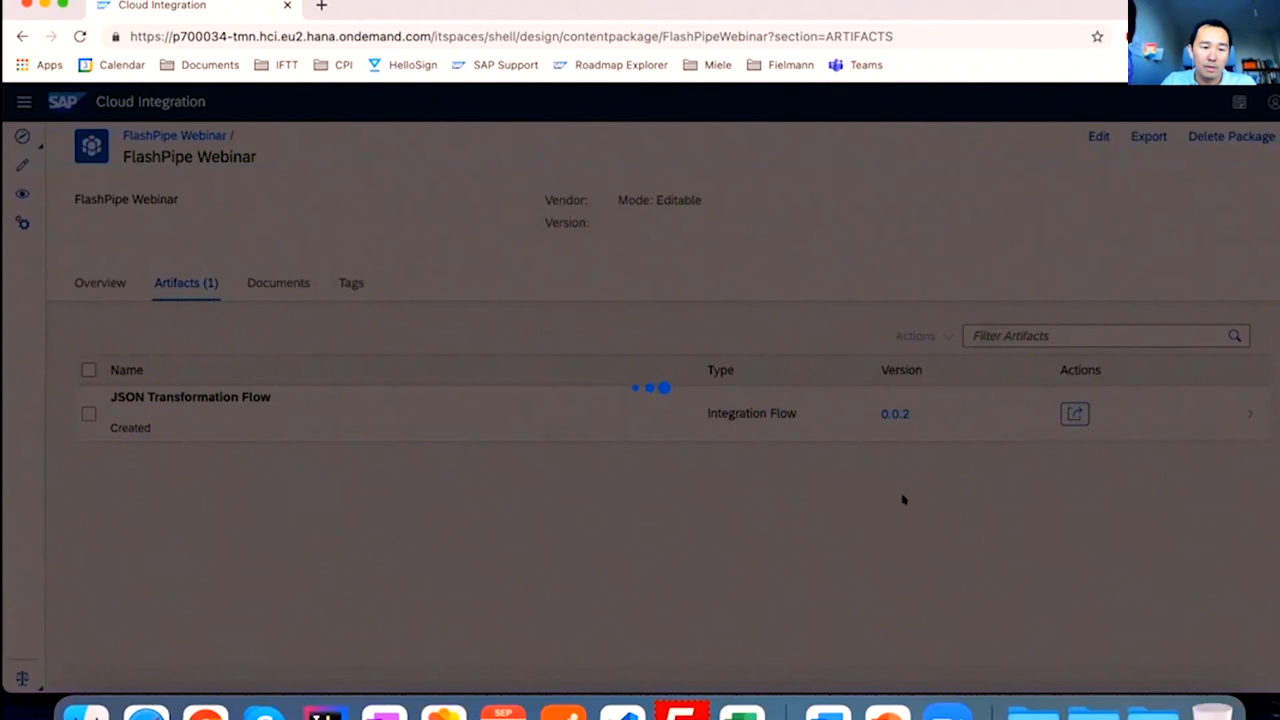 Cloud Integration
https://p700034-tmn.hci.eu2.hana.ondemand.com/itspaces/shell/design/contentpackage/FlashPipeWebinar?section=ARTIFACTS
Apps Calendar Documents IFTT CPI HelloSign SAP Support Roadmap Explorer Miele Fielmann Teams
SAP Cloud Integration
FlashPipe Webinar / Edit Export Delete Package
FlashPipe Webinar
FlashPipe Webinar Vendor: Mode: Editable
Version:
Overview Artifacts (1) Documents Tags
Actions Filter Artifacts
Name Type Version Actions
JSON Transformation Flow
Integration Flow 0.0.2
Created
SEP